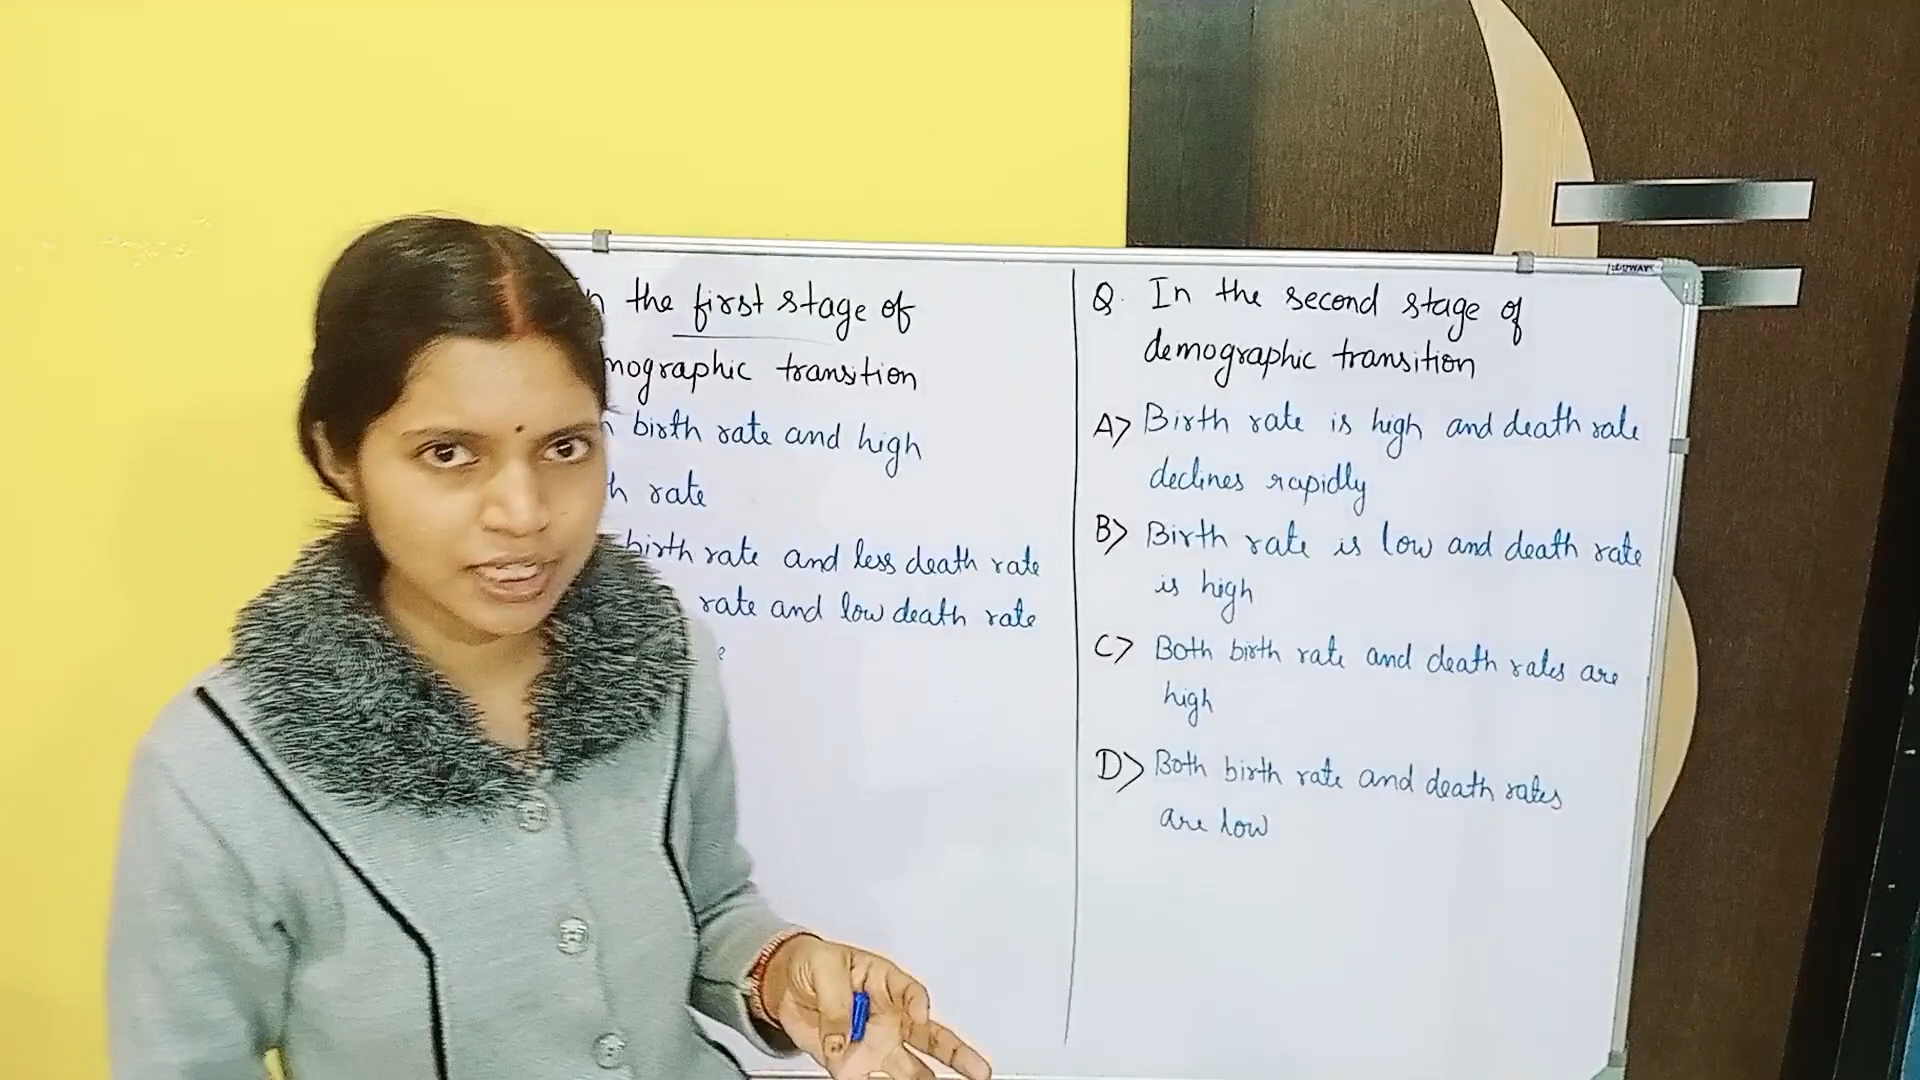 the first stage of
mographic transition
birth rate and high
h rate
birth rate and less death rate
rate and low death rate
Q. In the second stage of
demographic transition
A> Birth rate is high and death rate
declines rapidly
B> Birth rate is low and death rate
is high
C> Both birth rate and death rates are
high
D> Both birth rate and death rates
are low